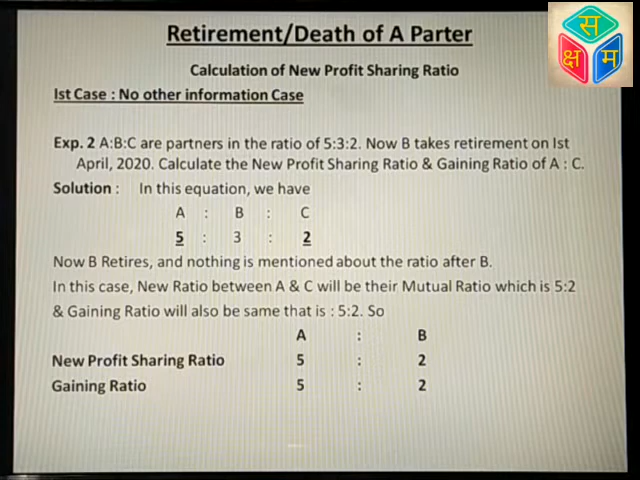 Retirement/Death of A Parter
स
क्ष म
Calculation of New Profit Sharing Ratio
Ist Case : No other information Case
Exp. 2 A:B:C are partners in the ratio of 5:3:2. Now B takes retirement on Ist
April, 2020. Calculate the New Profit Sharing Ratio & Gaining Ratio of A : C.
Solution : In this equation, we have
A : B : C
5 : 3 : 2
Now B Retires, and nothing is mentioned about the ratio after B.
In this case, New Ratio between A & C will be their Mutual Ratio which is 5:2
& Gaining Ratio will also be same that is : 5:2. So
A : B
New Profit Sharing Ratio 5 : 2
Gaining Ratio 5 : 2